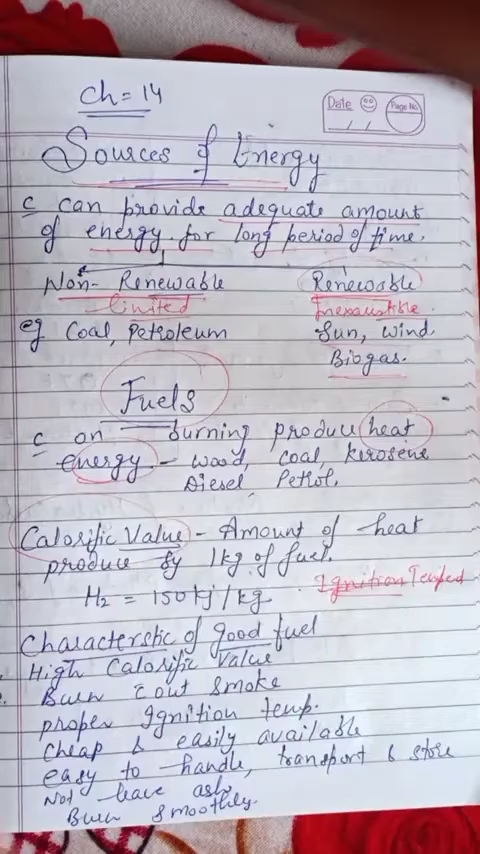 Ch = 14
Date
Page No
Sources of Energy
c can provide adequate amount
of energy for long period of time.
Non- Renewable Renewable
limited Inexaustible
eg Coal, Petroleum Sun, wind.
Biogas.
Fuels
c on burning produce heat
energy - wood, coal, kerosene
Diesel, Petrol.
Calorific Value - Amount of heat
produce by 1kg of fuel.
H2 = 150 kj/kg Ignition
Characterstic of good fuel
High Calorific Value
Burn c out smoke
proper Ignition temp.
cheap & easily available
easy to handle, transport & store
Not leave ash
Burn smoothly.